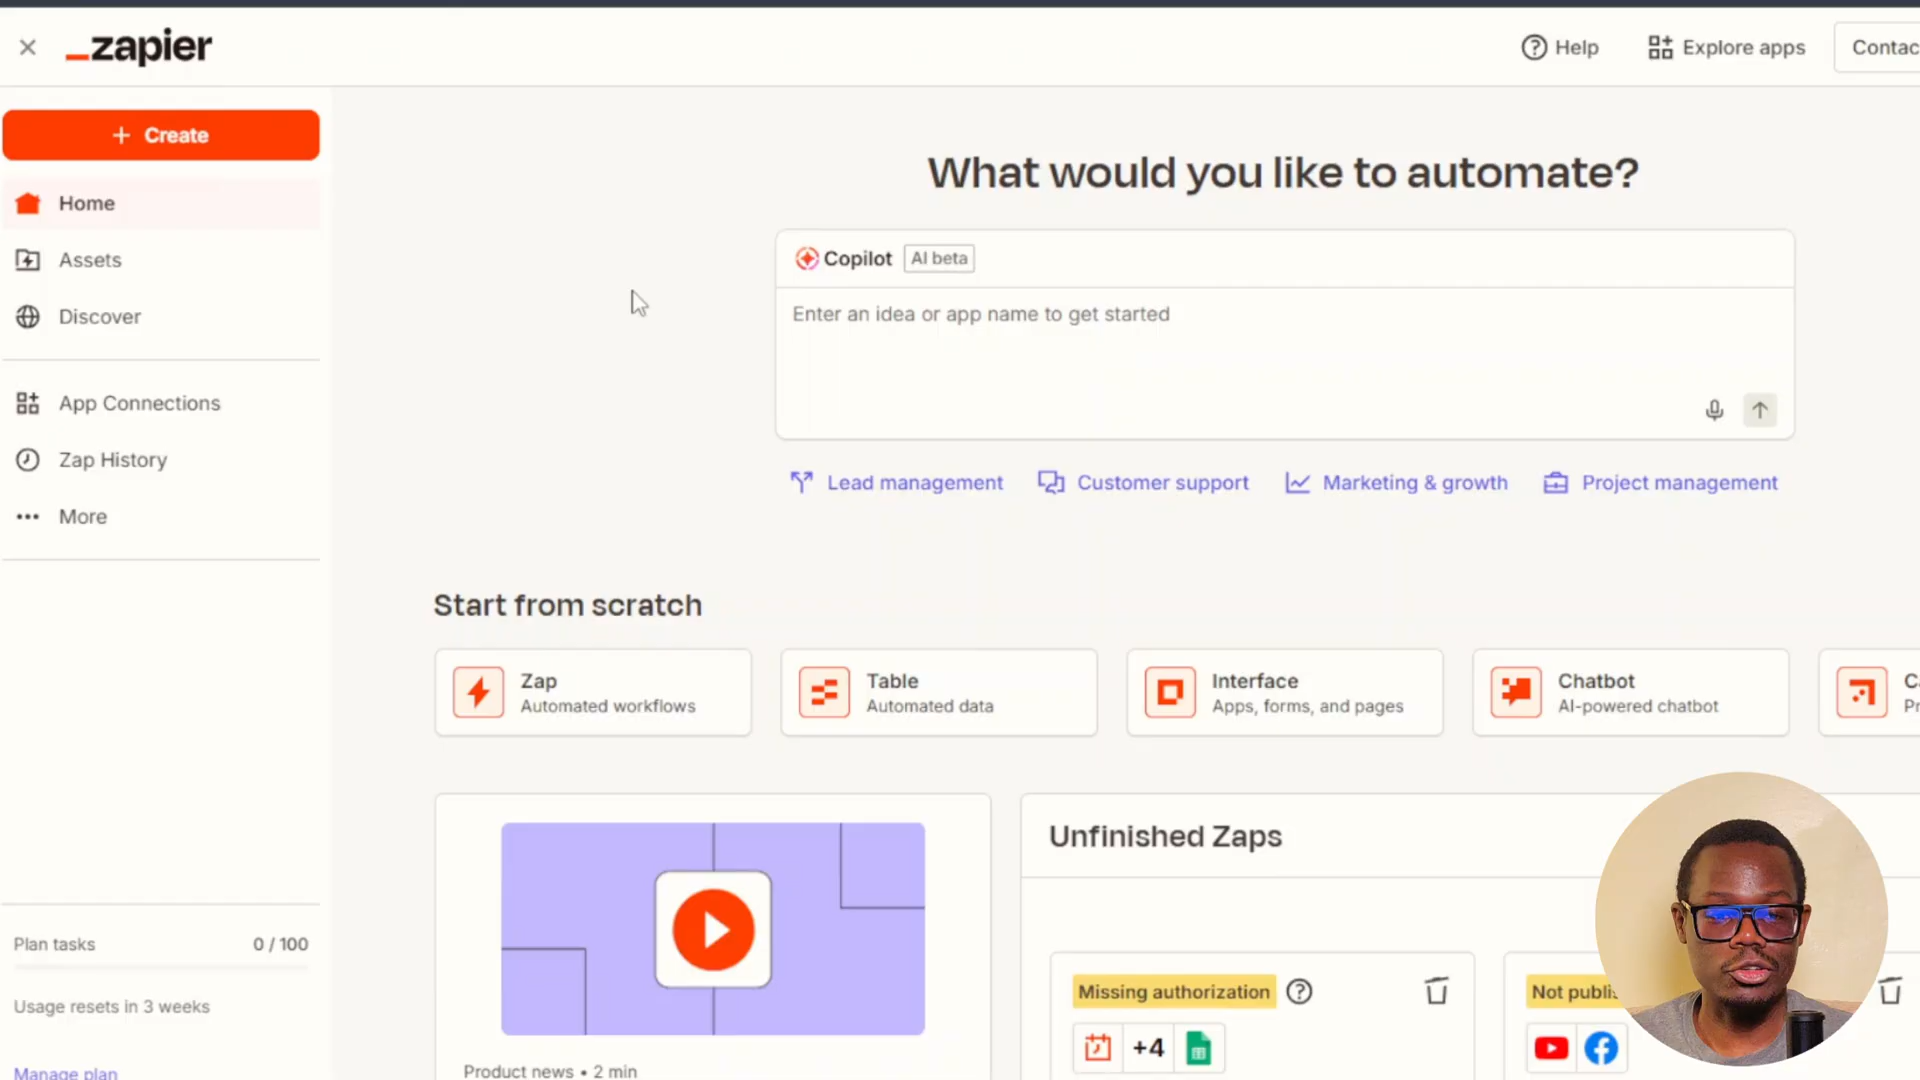 zapier
Help
Explore apps
Contac
Create
Home
Assets
Discover
App Connections
Zap History
More
Plan tasks
0 / 100
Usage resets in 3 weeks
Manage plan
What would you like to automate?
Copilot
AI beta
Enter an idea or app name to get started
Lead management
Customer support
Marketing & growth
Project management
Start from scratch
Zap
Automated workflows
Table
Automated data
Interface
Apps, forms, and pages
Chatbot
AI-powered chatbot
Product news • 2 min
Unfinished Zaps
Missing authorization
+4
Not publis